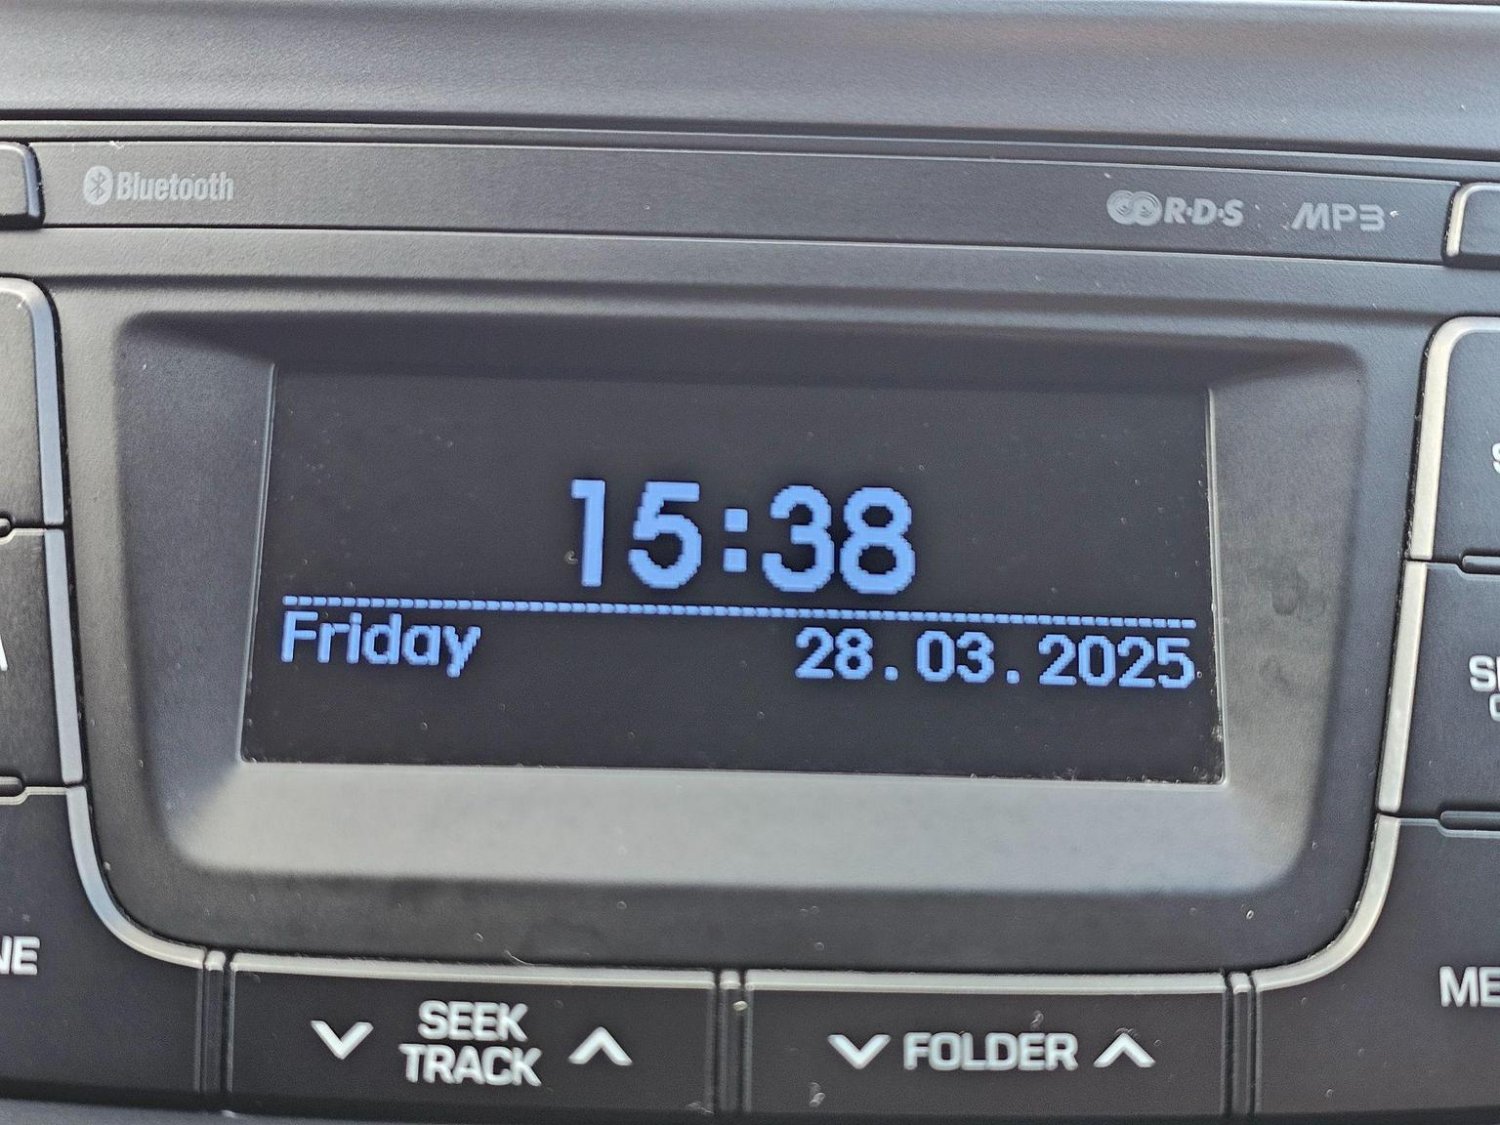 Bluetooth
R·D·S MP3
15:38
Friday 28.03.2025
SEEK
TRACK
FOLDER